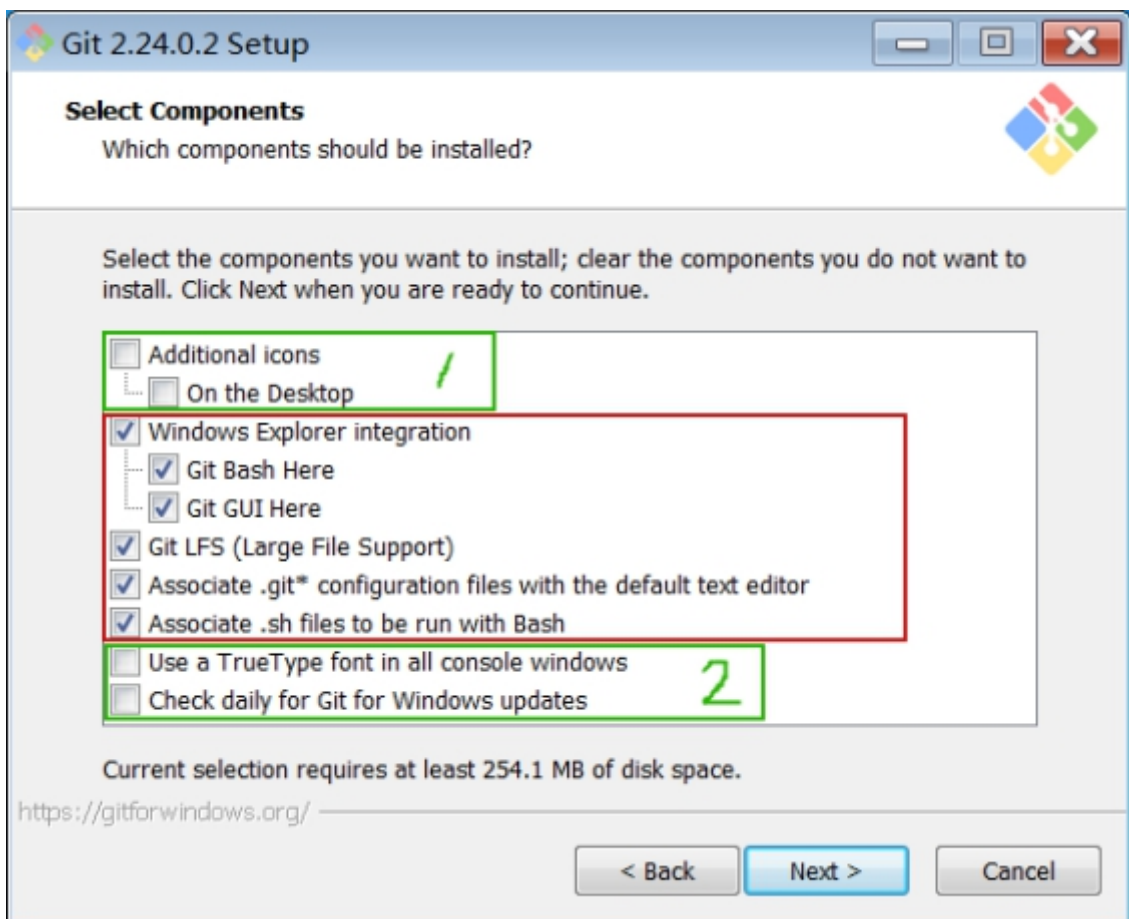 Git 2.24.0.2 Setup
Select Components
Which components should be installed?
Select the components you want to install; clear the components you do not want to
install. Click Next when you are ready to continue.
Additional icons
1
On the Desktop
Windows Explorer integration
Git Bash Here
Git GUI Here
Git LFS (Large File Support)
Associate .git* configuration files with the default text editor
Associate .sh files to be run with Bash
Use a TrueType font in all console windows
2
Check daily for Git for Windows updates
Current selection requires at least 254.1 MB of disk space.
https://gitforwindows.org/
< Back Next > Cancel